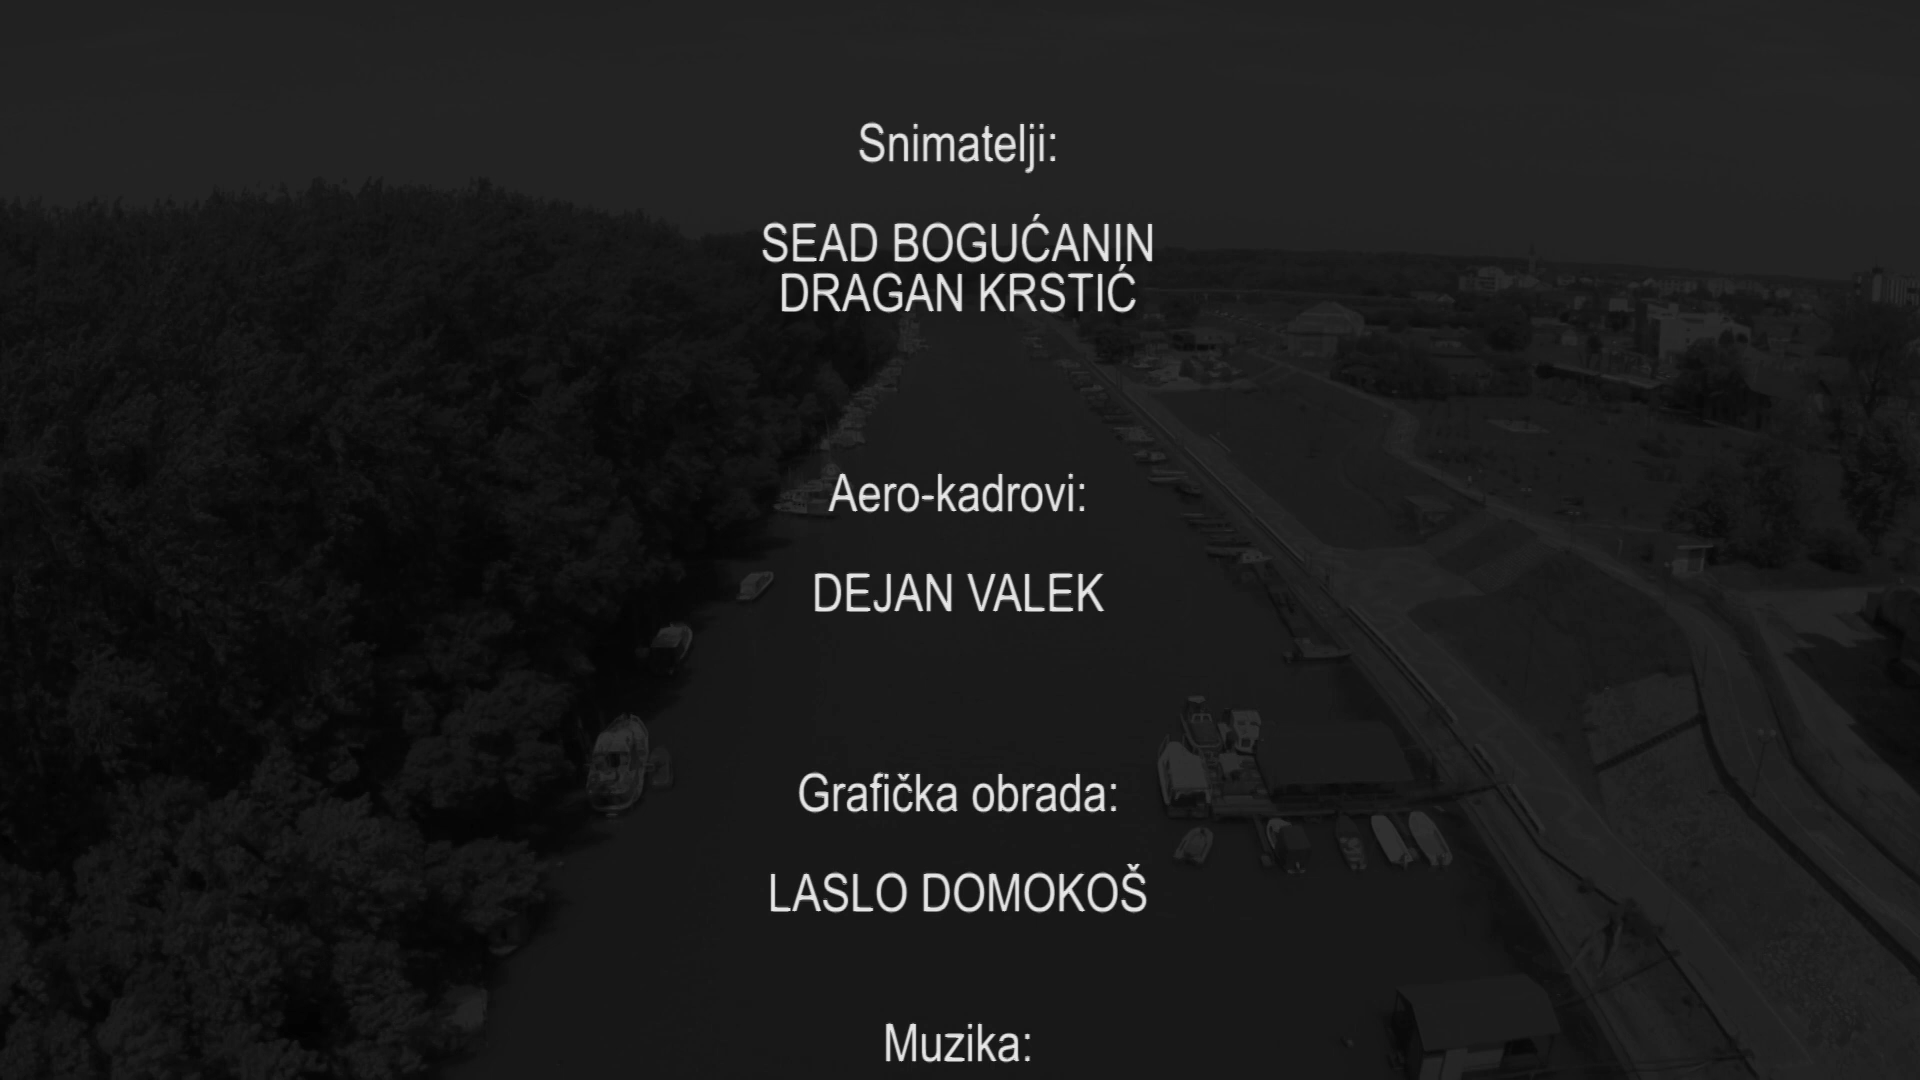 Snimatelji:
SEAD BOGUĆANIN
DRAGAN KRSTIĆ
Aero-kadrovi:
DEJAN VALEK
Grafička obrada:
LASLO DOMOKOŠ
Muzika: